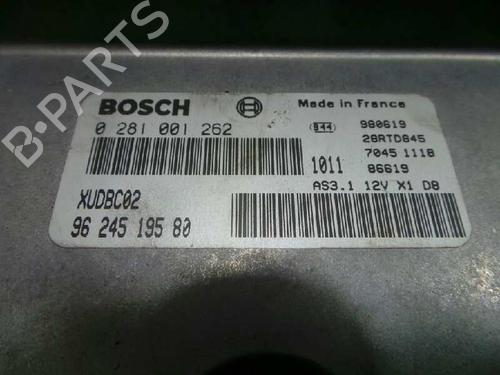 BOSCH
Made in France
0 281 001 262
844
980619
28RTD845
7045 1118
1011
86619
AS3.1 12V X1 D8
XUDBC02
96 245 195 80
B-PARTS